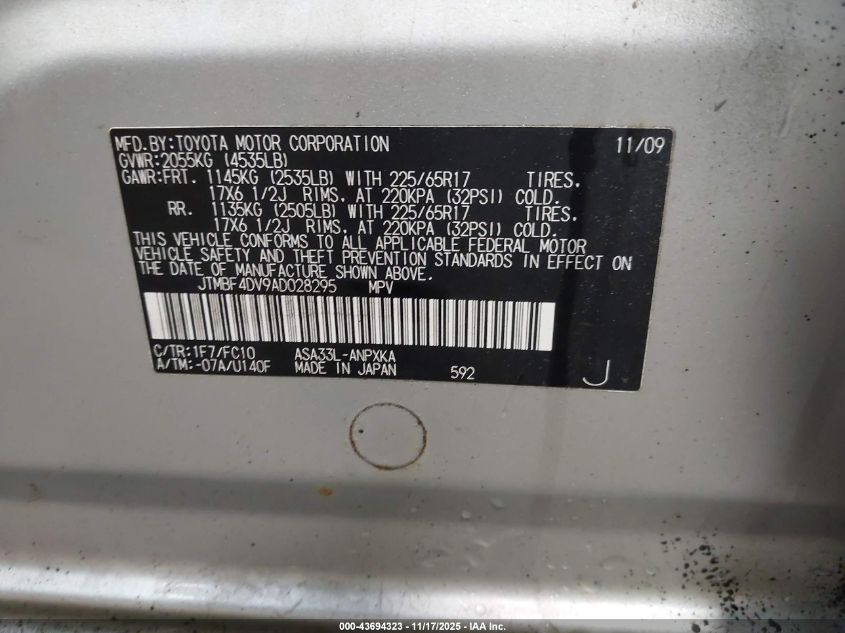 MFD.BY:TOYOTA MOTOR CORPORATION 11/09
GVWR:2055KG (4535LB)
GAWR:FRT. 1145KG (2535LB) WITH 225/65R17 TIRES,
17X6 1/2J RIMS, AT 220KPA (32PSI) COLD.
RR. 1135KG (2505LB) WITH 225/65R17 TIRES,
17X6 1/2J RIMS, AT 220KPA (32PSI) COLD.
THIS VEHICLE CONFORMS TO ALL APPLICABLE FEDERAL MOTOR
VEHICLE SAFETY AND THEFT PREVENTION STANDARDS IN EFFECT ON
THE DATE OF MANUFACTURE SHOWN ABOVE.
JTMBF4DV9AD028295 MPV
C/TR:1F7/FC10 ASA33L-ANPXKA
A/TM:-07A/U140F MADE IN JAPAN 592 J
000-43694323 - 11/17/2025 - IAA Inc.